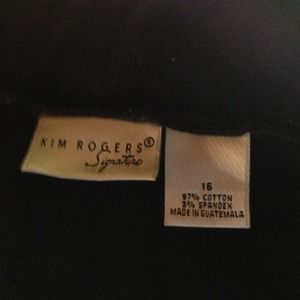 KIM ROGERS®
Signature
16
97% COTTON
3% SPANDEX
MADE IN GUATEMALA